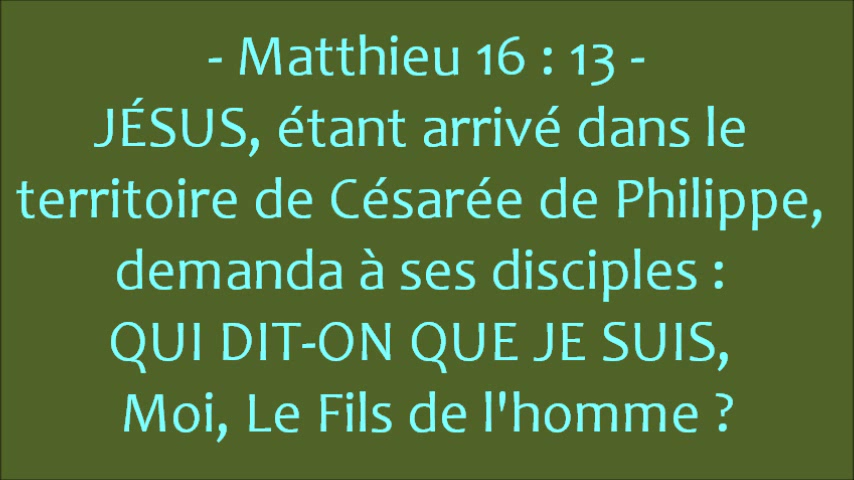 - Matthieu 16 : 13 -
JÉSUS, étant arrivé dans le
territoire de Césarée de Philippe,
demanda à ses disciples :
QUI DIT-ON QUE JE SUIS,
Moi, Le Fils de l'homme ?